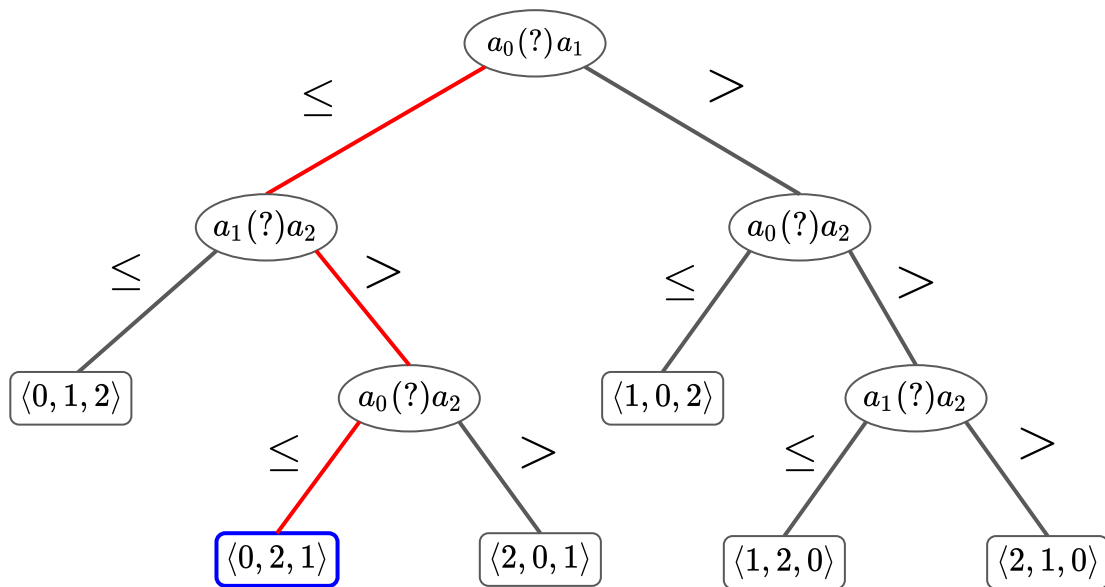 a₀(?)a₁
≤ >
a₁(?)a₂ a₀(?)a₂
≤ > ≤ >
⟨0, 1, 2⟩ a₀(?)a₂ ⟨1, 0, 2⟩ a₁(?)a₂
≤ > ≤ >
⟨0, 2, 1⟩ ⟨2, 0, 1⟩ ⟨1, 2, 0⟩ ⟨2, 1, 0⟩